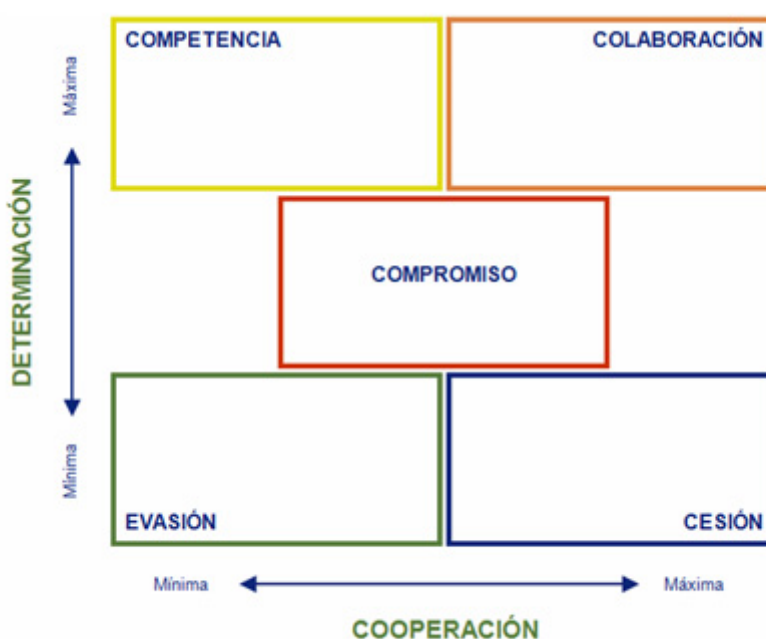 COMPETENCIA
COLABORACIÓN
Máxima
DETERMINACIÓN
COMPROMISO
Mínima
EVASIÓN
CESIÓN
Mínima
Máxima
COOPERACIÓN